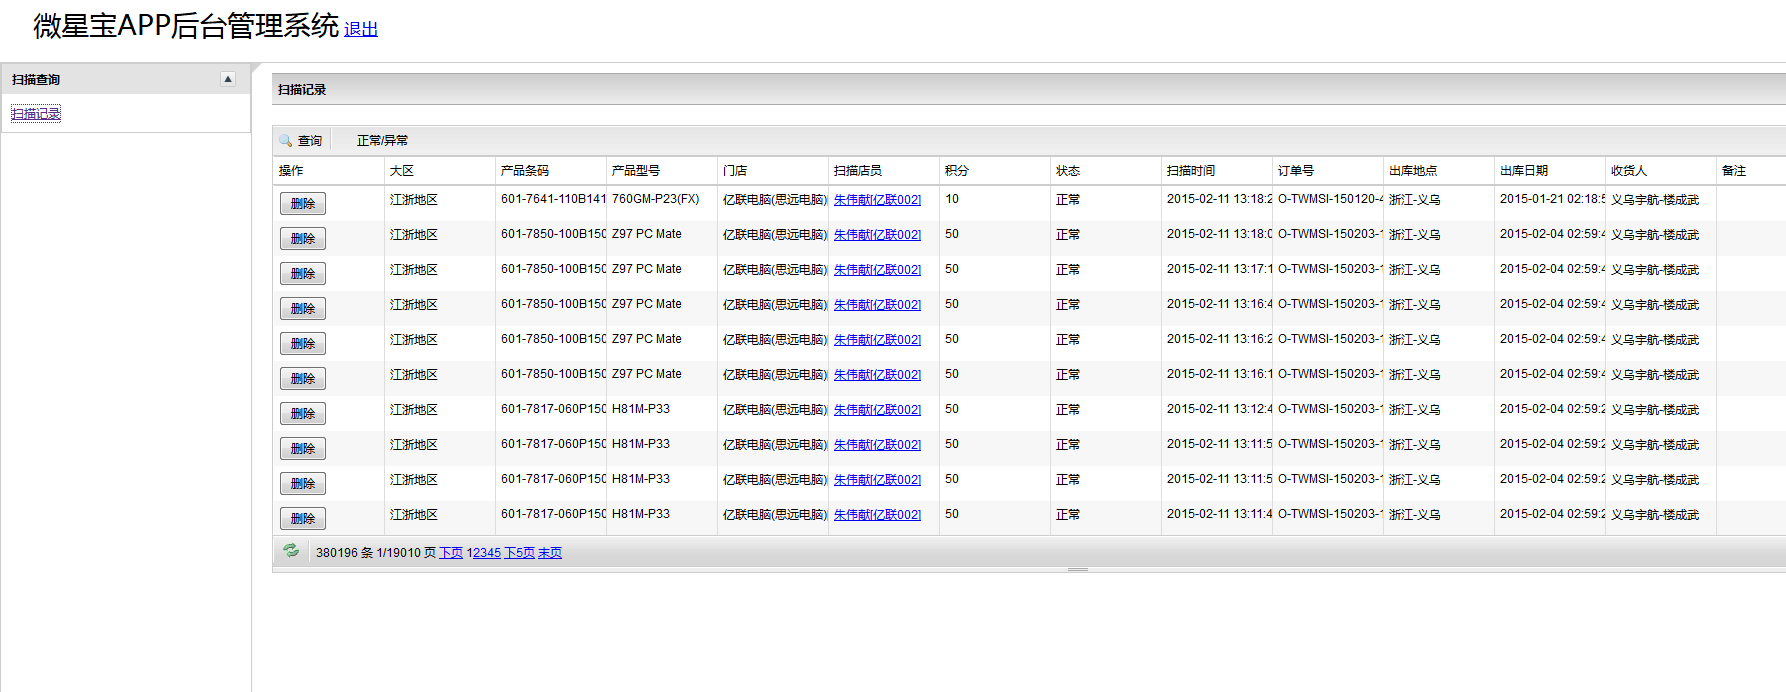 微星宝APP后台管理系统 退出
扫描查询
扫描记录
扫描记录
查询 正常/异常
操作 大区 产品条码 产品型号 门店 扫描店员 积分 状态 扫描时间 订单号 出库地点 出库日期 收货人 备注
删除 江浙地区 601-7641-110B141 760GM-P23(FX) 亿联电脑(思远电脑) 朱伟献[亿联002] 10 正常 2015-02-11 13:18:2 O-TWMSI-150120-4 浙江-义乌 2015-01-21 02:18:5 义乌宇航-楼成武
删除 江浙地区 601-7850-100B150 Z97 PC Mate 亿联电脑(思远电脑) 朱伟献[亿联002] 50 正常 2015-02-11 13:18:0 O-TWMSI-150203-1 浙江-义乌 2015-02-04 02:59:4 义乌宇航-楼成武
删除 江浙地区 601-7850-100B150 Z97 PC Mate 亿联电脑(思远电脑) 朱伟献[亿联002] 50 正常 2015-02-11 13:17:1 O-TWMSI-150203-1 浙江-义乌 2015-02-04 02:59:4 义乌宇航-楼成武
删除 江浙地区 601-7850-100B150 Z97 PC Mate 亿联电脑(思远电脑) 朱伟献[亿联002] 50 正常 2015-02-11 13:16:4 O-TWMSI-150203-1 浙江-义乌 2015-02-04 02:59:4 义乌宇航-楼成武
删除 江浙地区 601-7850-100B150 Z97 PC Mate 亿联电脑(思远电脑) 朱伟献[亿联002] 50 正常 2015-02-11 13:16:2 O-TWMSI-150203-1 浙江-义乌 2015-02-04 02:59:4 义乌宇航-楼成武
删除 江浙地区 601-7850-100B150 Z97 PC Mate 亿联电脑(思远电脑) 朱伟献[亿联002] 50 正常 2015-02-11 13:16:1 O-TWMSI-150203-1 浙江-义乌 2015-02-04 02:59:4 义乌宇航-楼成武
删除 江浙地区 601-7817-060P150 H81M-P33 亿联电脑(思远电脑) 朱伟献[亿联002] 50 正常 2015-02-11 13:12:4 O-TWMSI-150203-1 浙江-义乌 2015-02-04 02:59:2 义乌宇航-楼成武
删除 江浙地区 601-7817-060P150 H81M-P33 亿联电脑(思远电脑) 朱伟献[亿联002] 50 正常 2015-02-11 13:11:5 O-TWMSI-150203-1 浙江-义乌 2015-02-04 02:59:2 义乌宇航-楼成武
删除 江浙地区 601-7817-060P150 H81M-P33 亿联电脑(思远电脑) 朱伟献[亿联002] 50 正常 2015-02-11 13:11:5 O-TWMSI-150203-1 浙江-义乌 2015-02-04 02:59:2 义乌宇航-楼成武
删除 江浙地区 601-7817-060P150 H81M-P33 亿联电脑(思远电脑) 朱伟献[亿联002] 50 正常 2015-02-11 13:11:4 O-TWMSI-150203-1 浙江-义乌 2015-02-04 02:59:2 义乌宇航-楼成武
380196 条 1/19010 页 下页 12345 下5页 末页